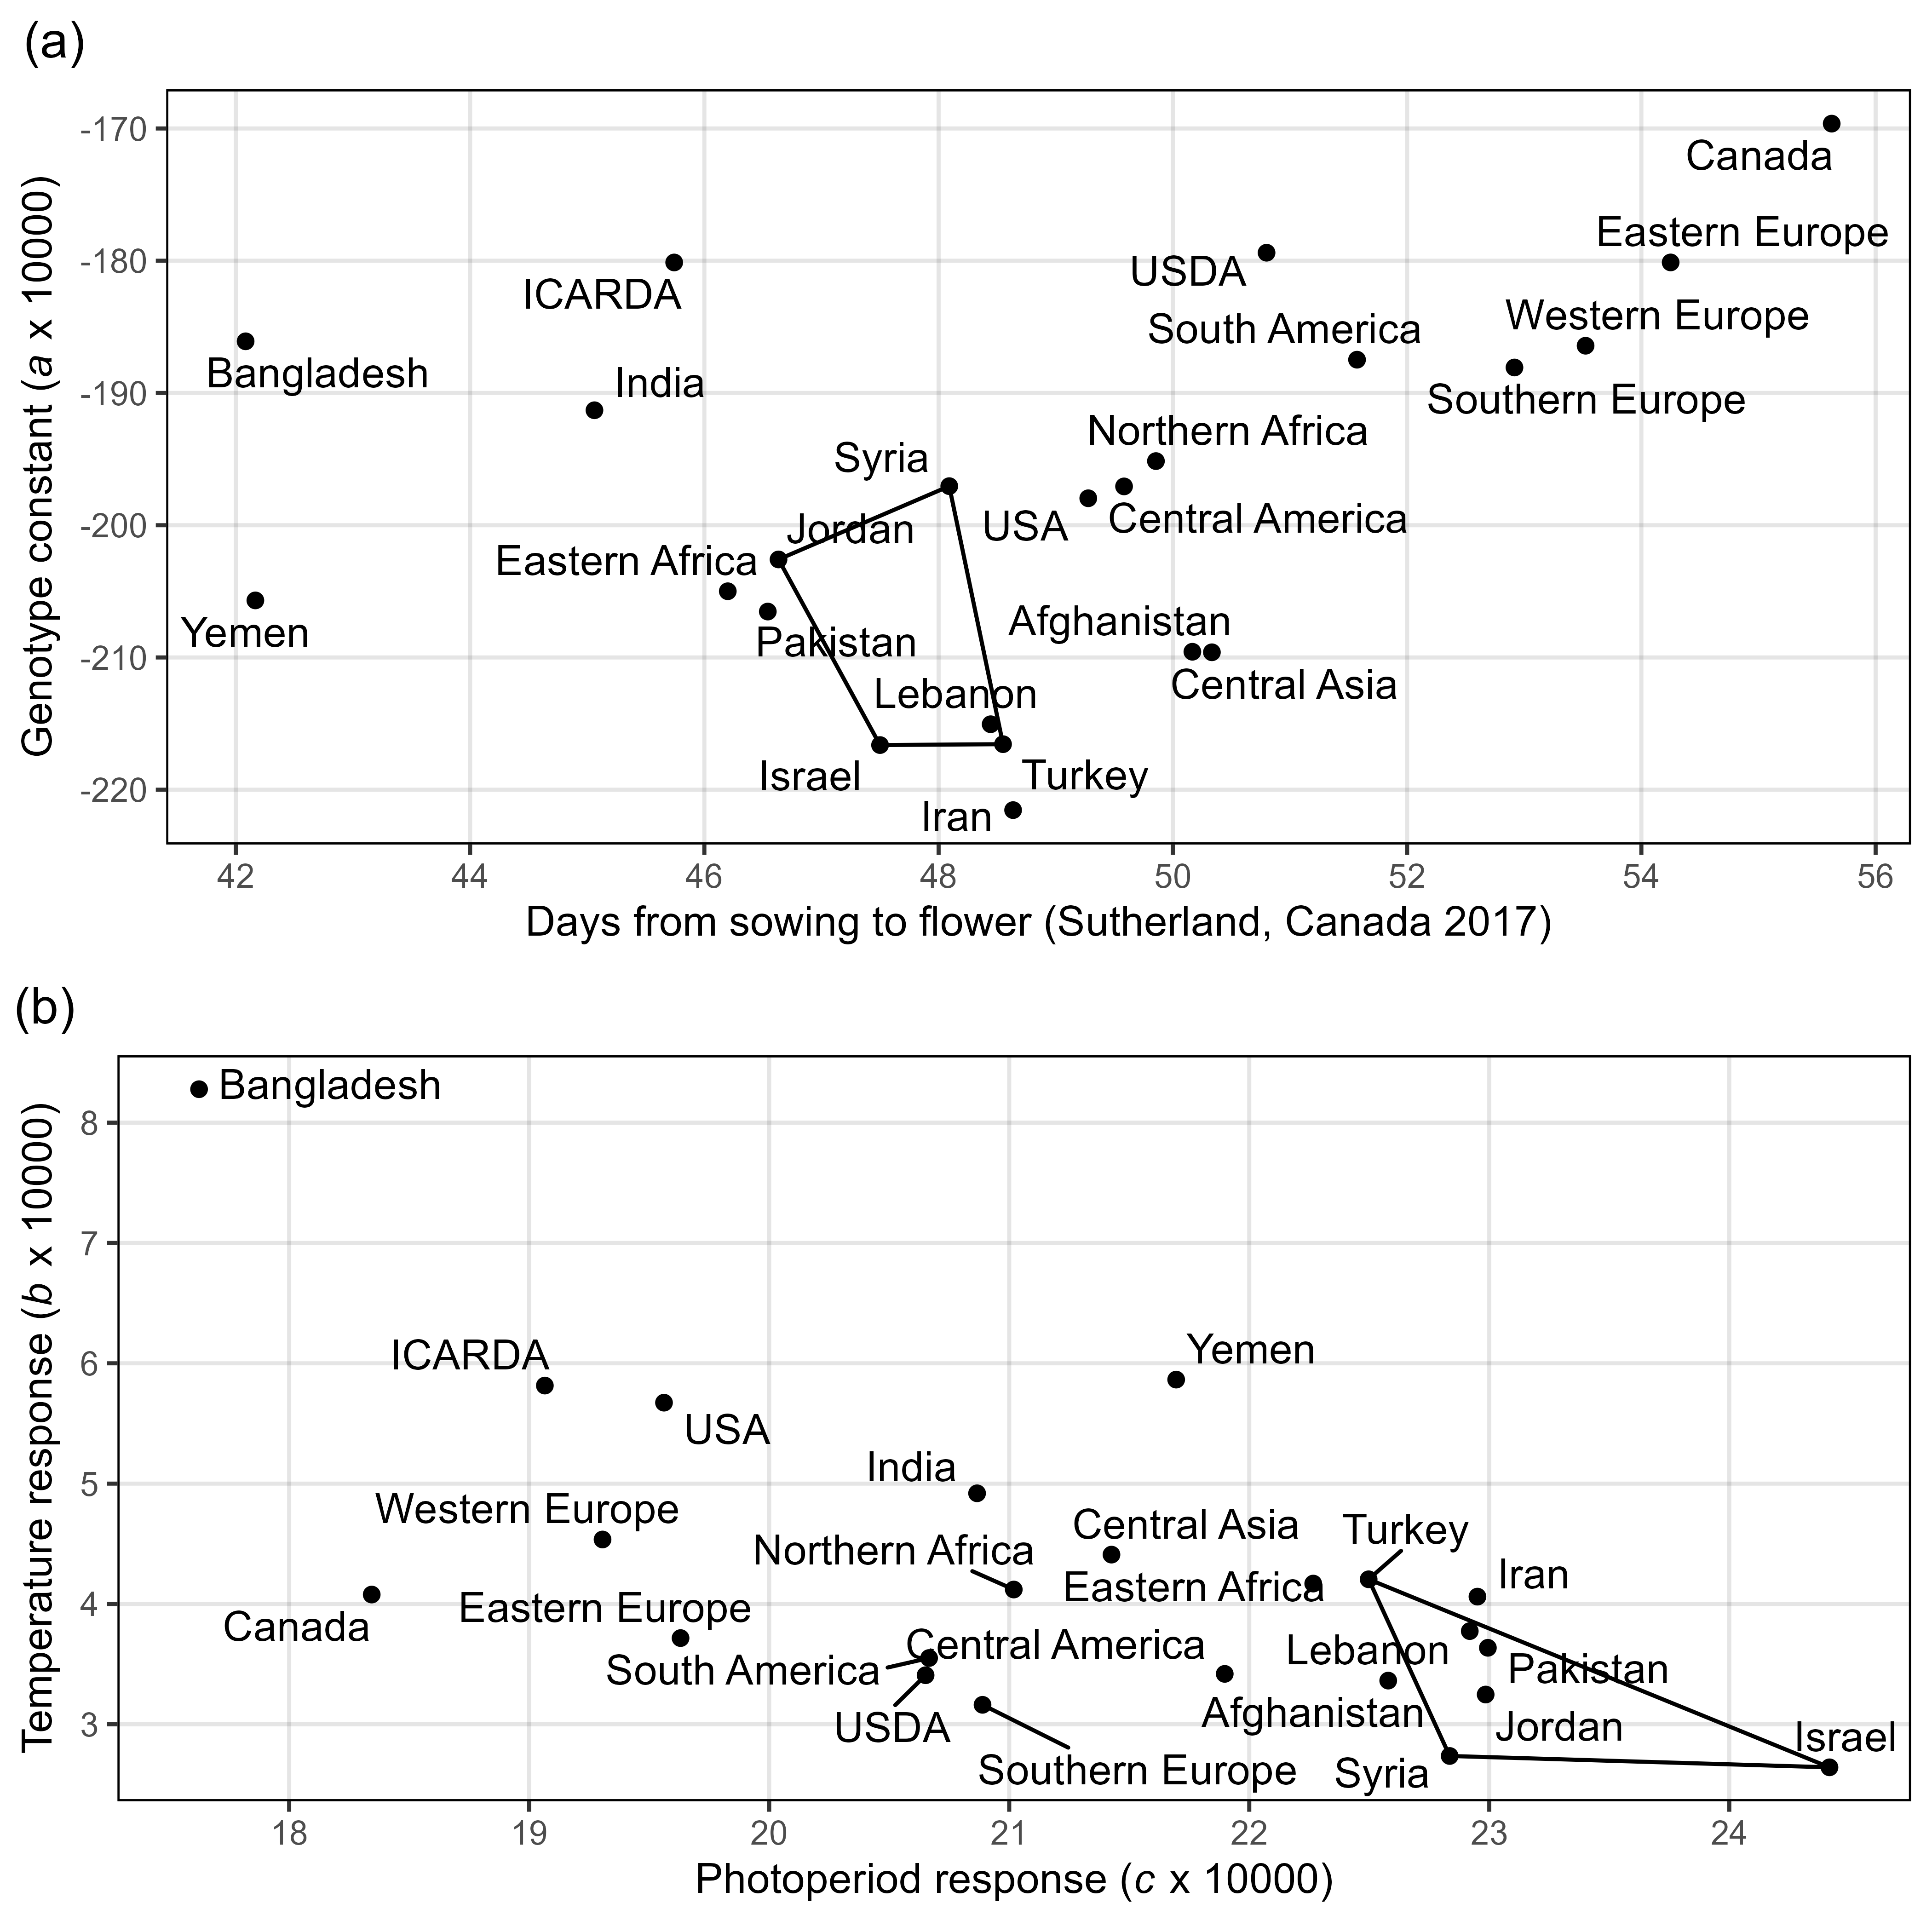 (a)
Genotype constant (a x 10000)
-170
-180
-190
-200
-210
-220
Canada
Eastern Europe
USDA
ICARDA
Western Europe
South America
Bangladesh
India
Southern Europe
Northern Africa
Syria
Central America
USA
Jordan
Eastern Africa
Afghanistan
Yemen
Pakistan
Central Asia
Lebanon
Israel
Turkey
Iran
42 44 46 48 50 52 54 56
Days from sowing to flower (Sutherland, Canada 2017)
(b)
Temperature response (b x 10000)
8
7
6
5
4
3
Bangladesh
Yemen
ICARDA
USA
India
Western Europe
Central Asia
Turkey
Northern Africa
Iran
Eastern Africa
Eastern Europe
Canada
Central America
Lebanon
South America
Pakistan
Afghanistan
USDA
Jordan
Israel
Southern Europe
Syria
18 19 20 21 22 23 24
Photoperiod response (c x 10000)